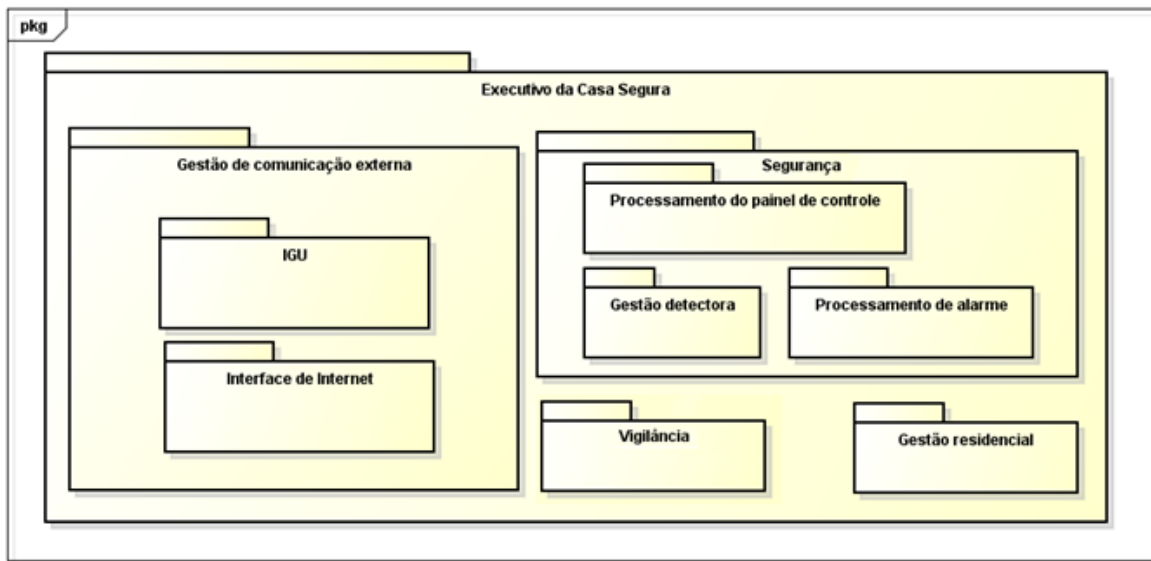 pkg
Executivo da Casa Segura
Gestão de comunicação externa
IGU
Interface de Internet
Segurança
Processamento do painel de controle
Gestão detectora
Processamento de alarme
Vigilância
Gestão residencial